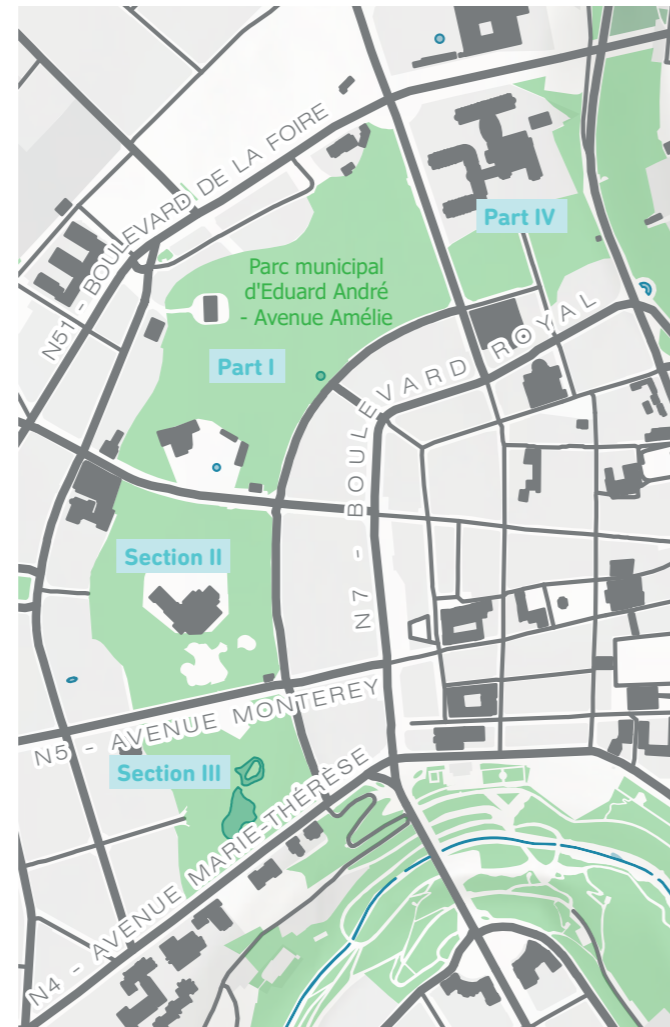 N51 - BOULEVARD DE LA FOIRE
Part IV
Parc municipal
d'Eduard André
- Avenue Amélie
Part I
N7 - BOULEVARD ROYAL
Section II
N5 - AVENUE MONTEREY
Section III
N4 - AVENUE MARIE-THÉRÈSE